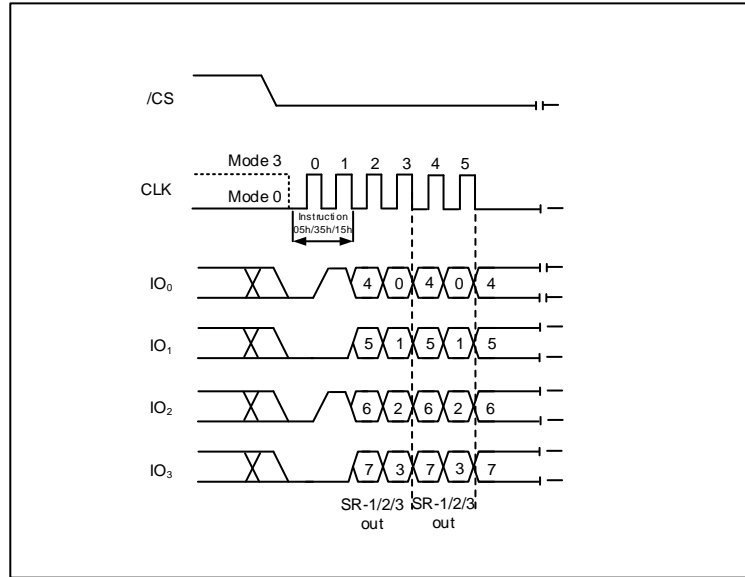 /CS
Mode 3 0 1 2 3 4 5
CLK
Mode 0
Instruction
05h/35h/15h
IO₀ 4 0 4 0 4
IO₁ 5 1 5 1 5
IO₂ 6 2 6 2 6
IO₃ 7 3 7 3 7
SR-1/2/3 SR-1/2/3
out out